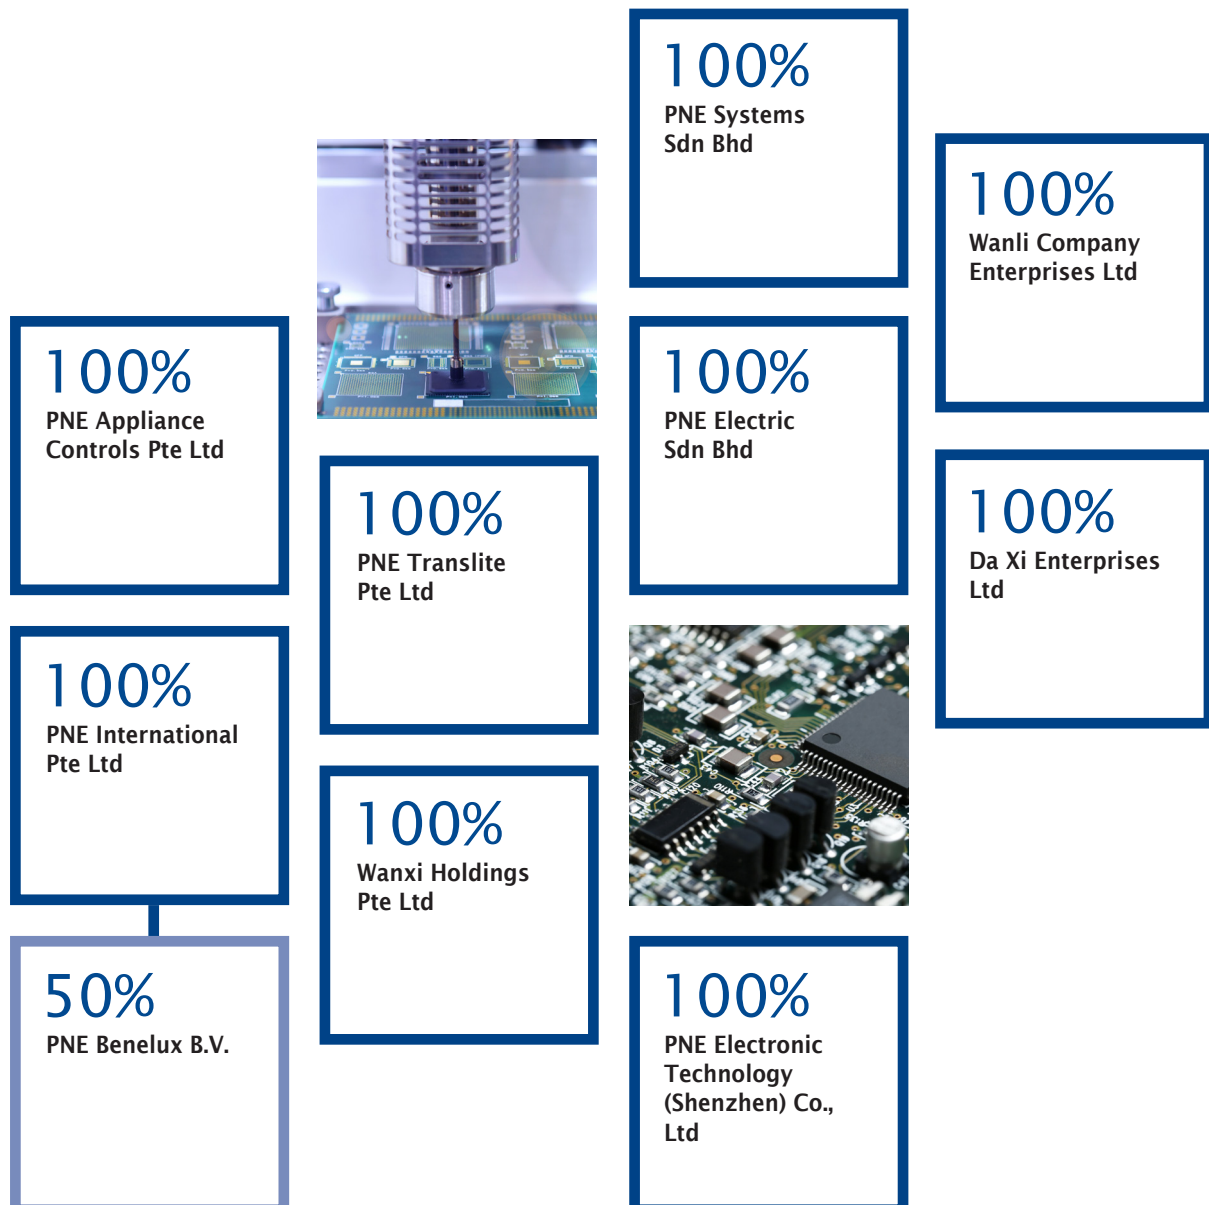 100%
PNE Appliance
Controls Pte Ltd
100%
PNE International
Pte Ltd
50%
PNE Benelux B.V.
100%
PNE Translite
Pte Ltd
100%
Wanxi Holdings
Pte Ltd
100%
PNE Systems
Sdn Bhd
100%
PNE Electric
Sdn Bhd
100%
PNE Electronic
Technology
(Shenzhen) Co.,
Ltd
100%
Wanli Company
Enterprises Ltd
100%
Da Xi Enterprises
Ltd